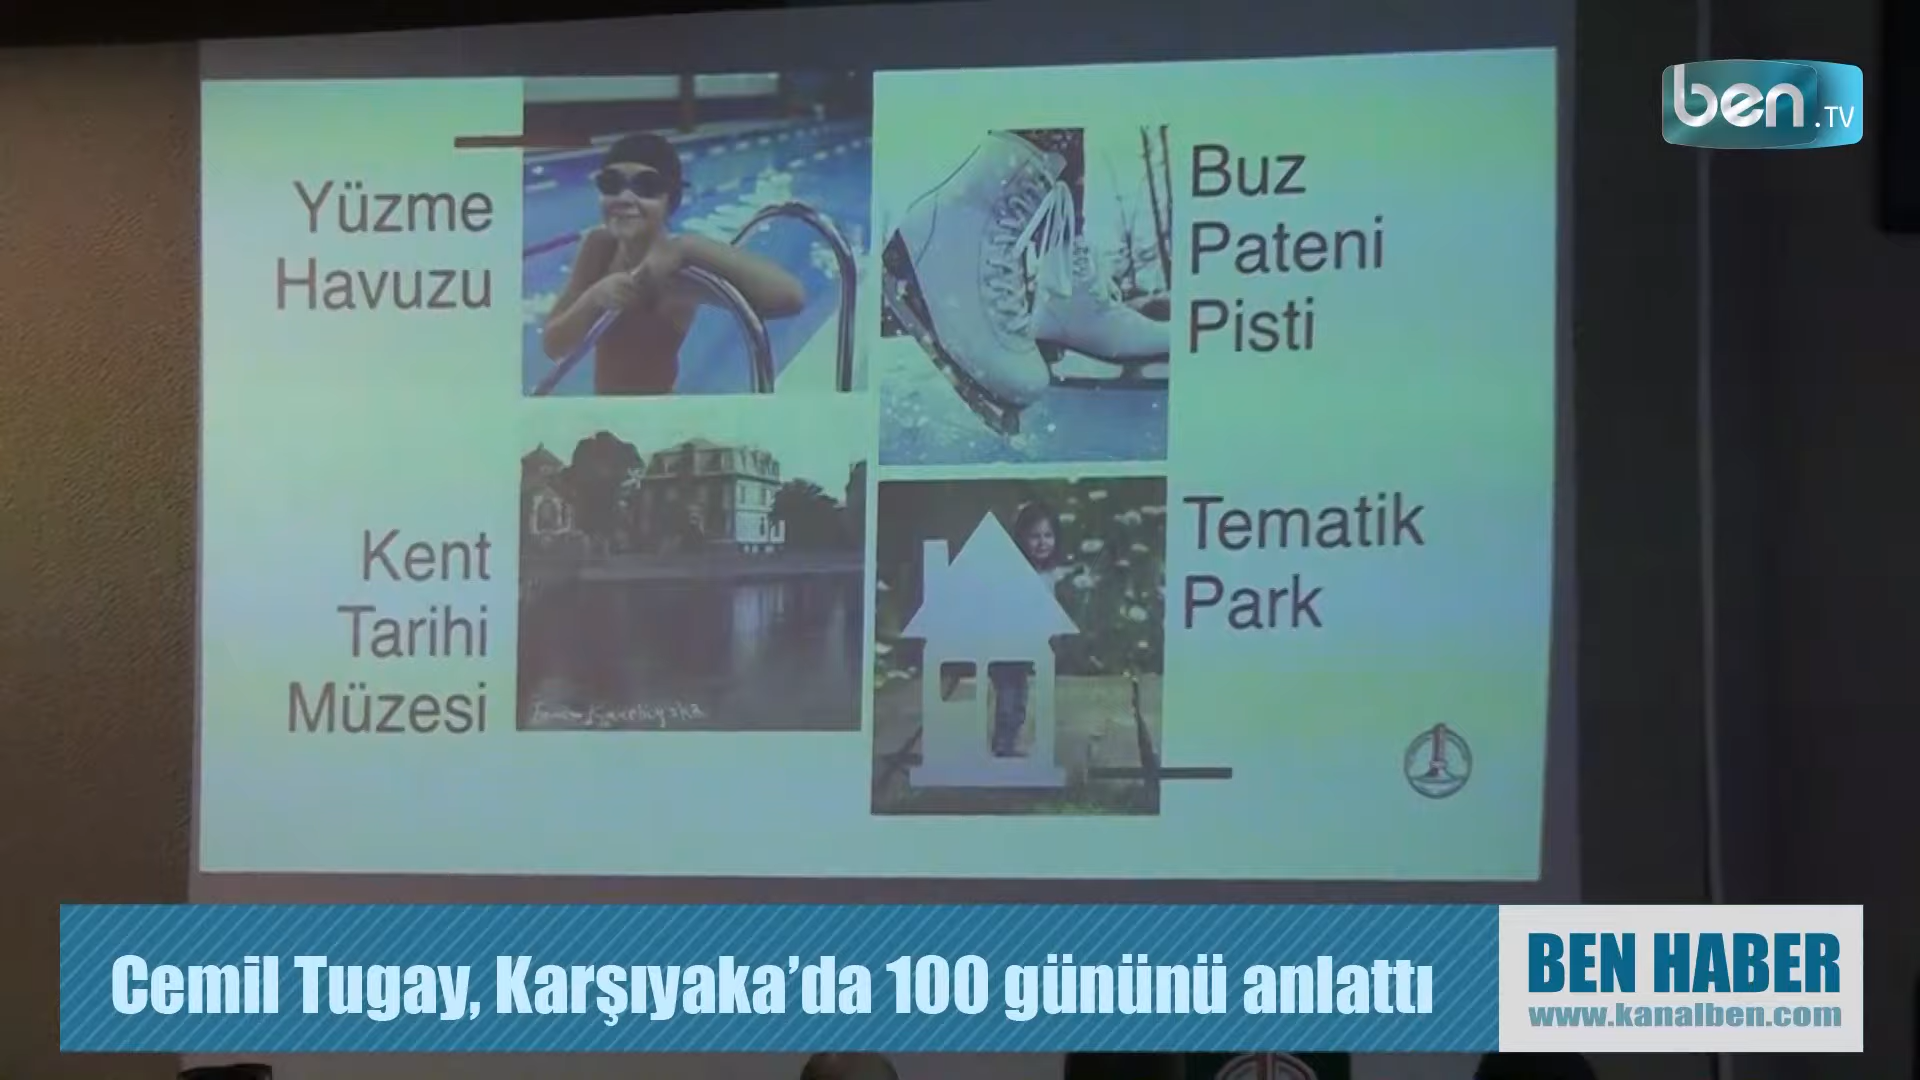 ben.TV
Yüzme
Havuzu
Buz
Pateni
Pisti
Kent
Tarihi
Müzesi
Tematik
Park
Cemil Tugay, Karşıyaka'da 100 gününü anlattı
BEN HABER
www.kanalben.com